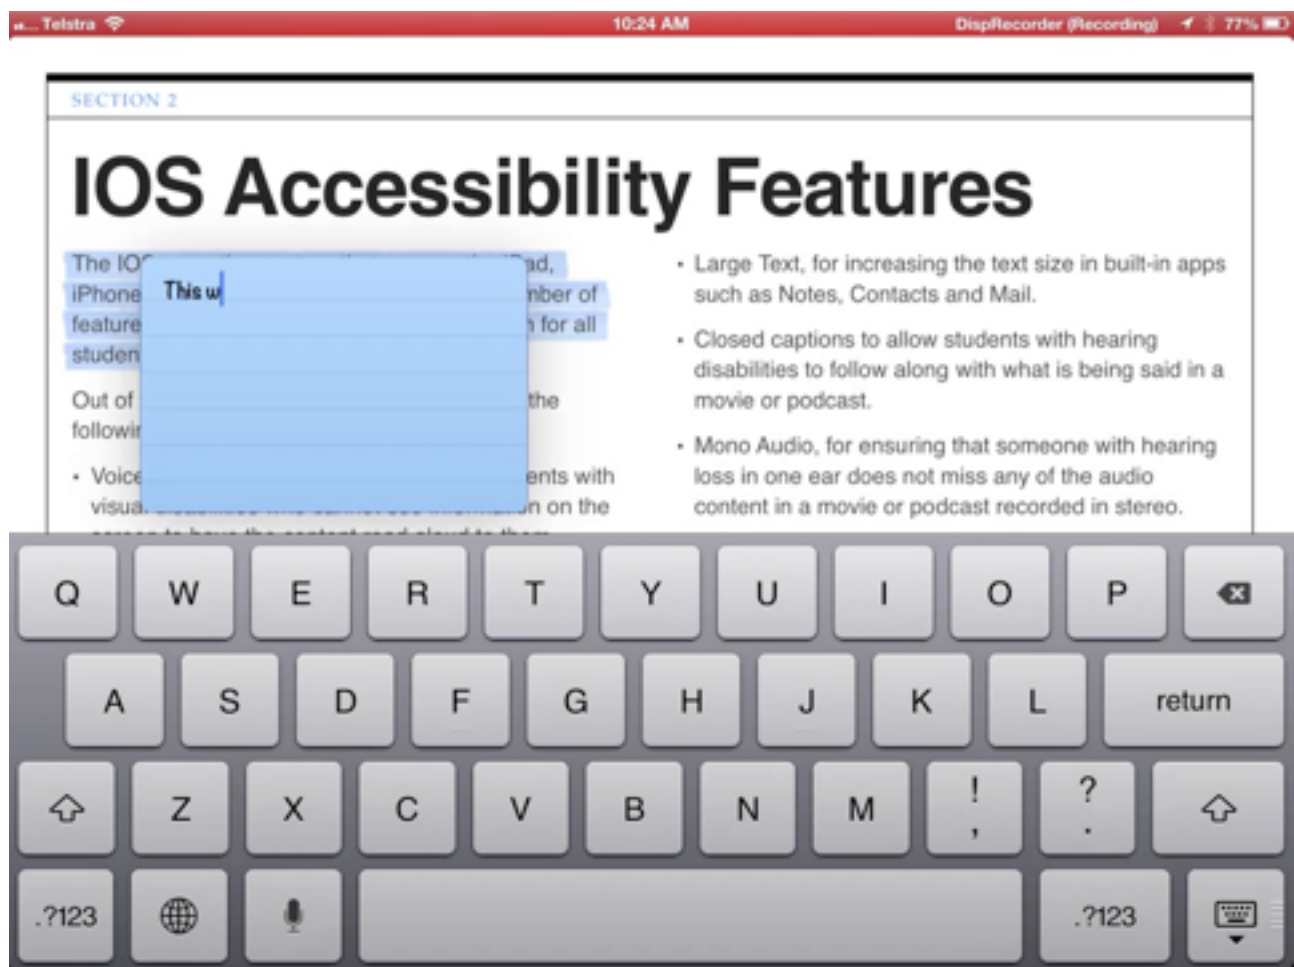 ... Telstra 10:24 AM DispRecorder (Recording) 77%
SECTION 2
IOS Accessibility Features
The IO ad,
iPhone nber of
feature n for all
studen
Out of the
followin
• Voice ents with
visua on on the
This w
• Large Text, for increasing the text size in built-in apps
such as Notes, Contacts and Mail.
• Closed captions to allow students with hearing
disabilities to follow along with what is being said in a
movie or podcast.
• Mono Audio, for ensuring that someone with hearing
loss in one ear does not miss any of the audio
content in a movie or podcast recorded in stereo.
Q W E R T Y U I O P
A S D F G H J K L return
Z X C V B N M ! , ? .
.?123 .?123